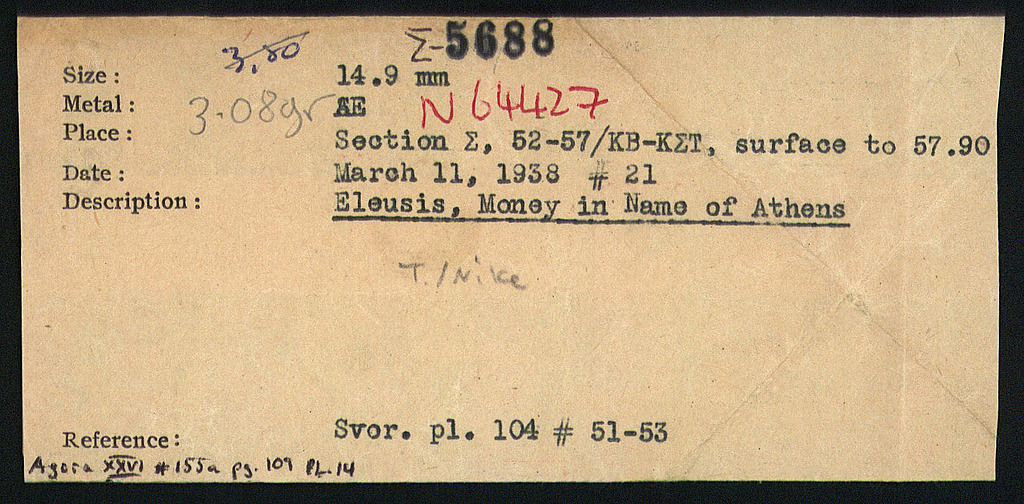 3.50 Σ-5688
Size: 14.9 mm
Metal: 3.08gr AE N 64427
Place: Section Σ, 52-57/KB-KΣT, surface to 57.90
Date: March 11, 1938 # 21
Description: Eleusis, Money in Name of Athens
T./Nike
Reference: Svor. pl. 104 # 51-53
Agora XXVI #155a pg. 109 PL.14